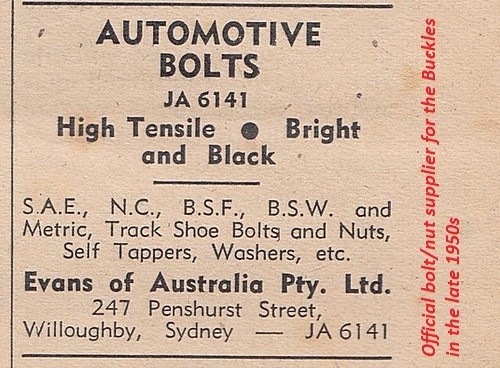 AUTOMOTIVE
BOLTS
JA 6141
High Tensile ● Bright
and Black
S.A.E., N.C., B.S.F., B.S.W. and
Metric, Track Shoe Bolts and Nuts,
Self Tappers, Washers, etc.
Evans of Australia Pty. Ltd.
247 Penshurst Street,
Willoughby, Sydney — JA 6141
Official bolt/nut supplier for the Buckles
in the late 1950s